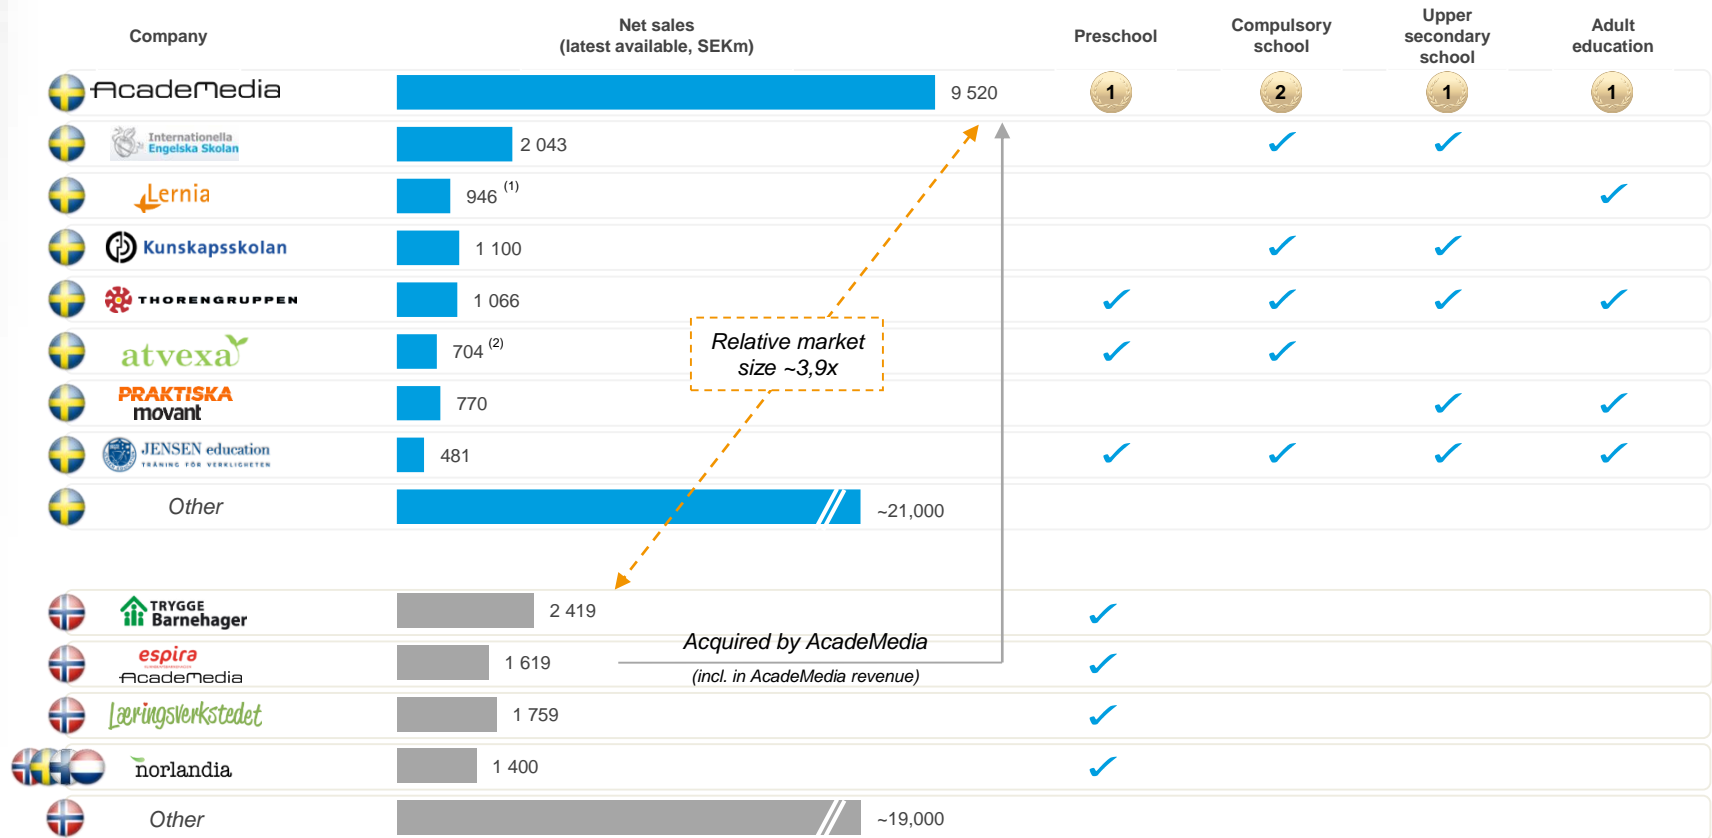 Company
Net sales
(latest available, SEKm)
Preschool
Compulsory
school
Upper
secondary
school
Adult
education
AcadeMedia
9 520
1
2
1
1
Internationella
Engelska Skolan
2 043
Lernia
946 (1)
Kunskapsskolan
1 100
THORENGRUPPEN
1 066
atvexa
704 (2)
Relative market
size ~3,9x
PRAKTISKA
movant
770
JENSEN education
TRÄNING FÖR VERKLIGHETEN
481
Other
~21,000
TRYGGE
Barnehager
2 419
espira
AcadeMedia
1 619
Acquired by AcadeMedia
(incl. in AcadeMedia revenue)
Læringsverkstedet
1 759
norlandia
1 400
Other
~19,000